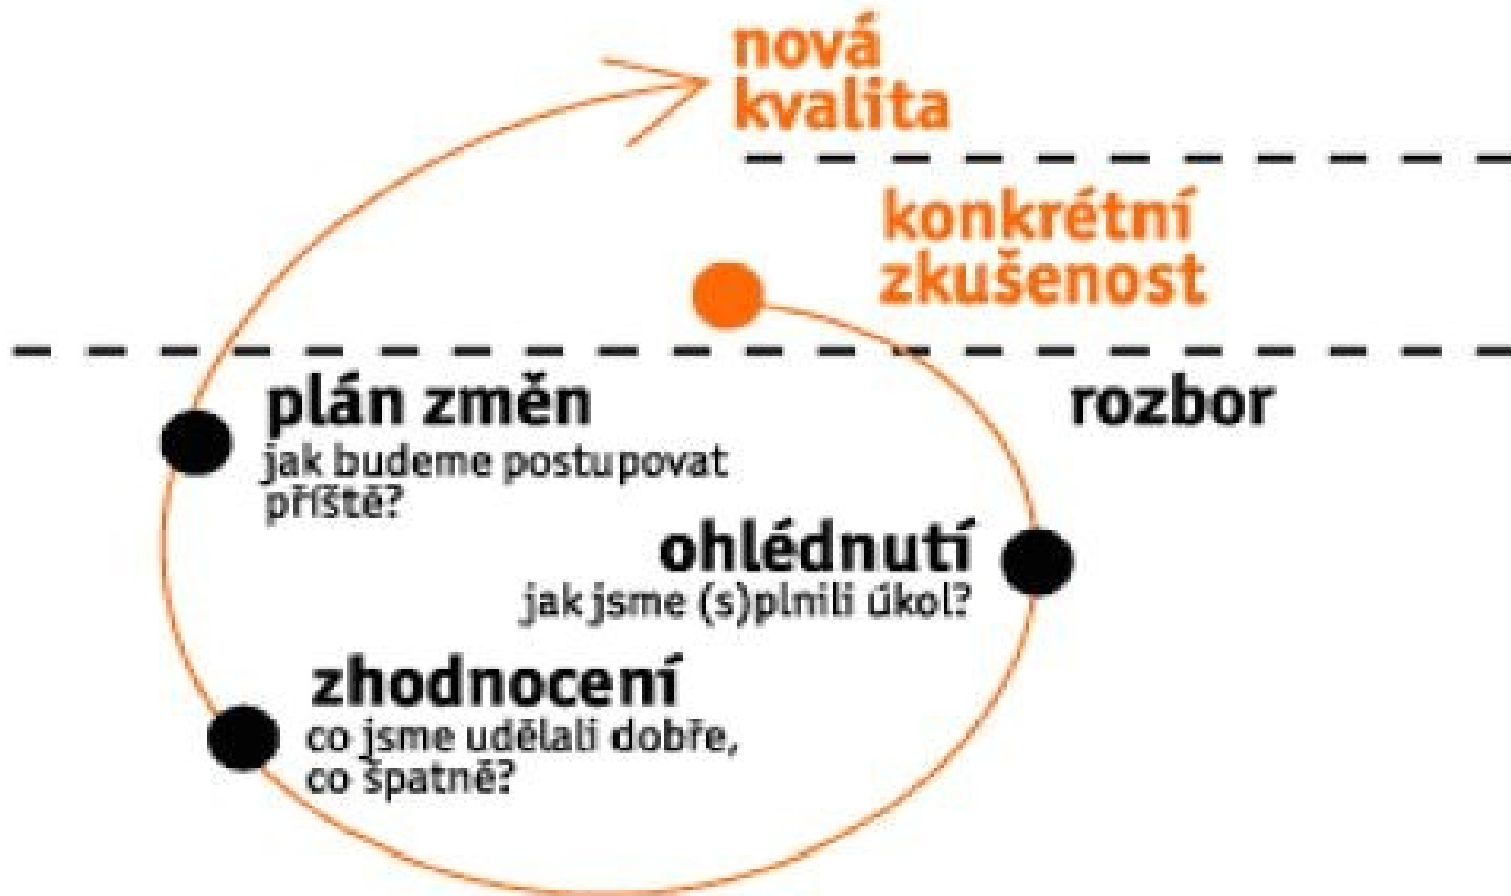 nová
kvalita
konkrétní
zkušenost
plán změn
jak budeme postupovat
příště?
rozbor
ohlédnutí
jak jsme (s)plnili úkol?
zhodnocení
co jsme udělali dobře,
co špatně?